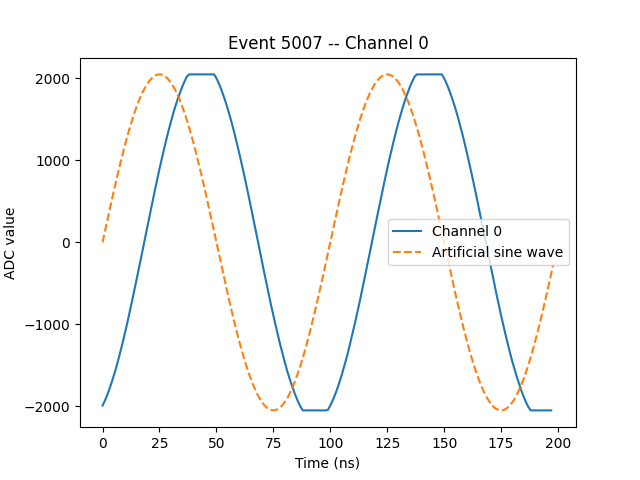 Event 5007 -- Channel 0
ADC value
2000
1000
0
−1000
−2000
Channel 0
Artificial sine wave
0
25
50
75
100
125
150
175
200
Time (ns)